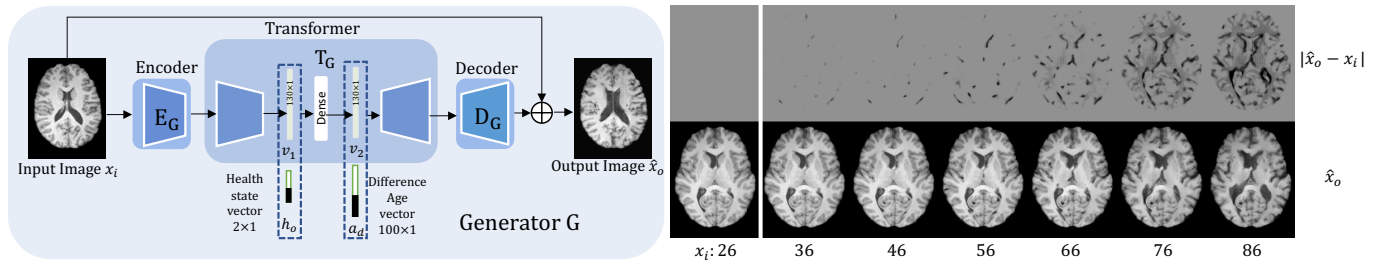 Transformer
Encoder
T_G
Decoder
130×1
Dense
130×1
E_G
D_G
v_1
v_2
Input Image x_i
Output Image x̂_o
Health
state
vector
2×1
Difference
Age
vector
100×1
h_o
a_d
Generator G
|x̂_o − x_i|
x̂_o
x_i: 26
36
46
56
66
76
86